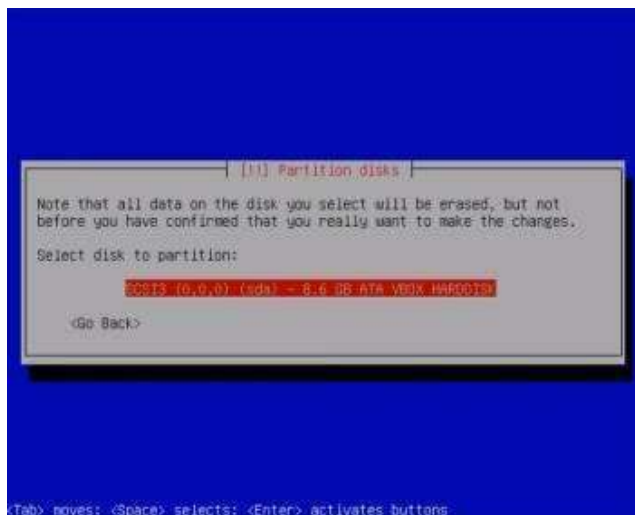 [!!] Partition disks
Note that all data on the disk you select will be erased, but not
before you have confirmed that you really want to make the changes.
Select disk to partition:
SCSI3 (0,0,0) (sda) - 8.6 GB ATA VBOX HARDDISK
<Go Back>
<Tab> moves; <Space> selects; <Enter> activates buttons